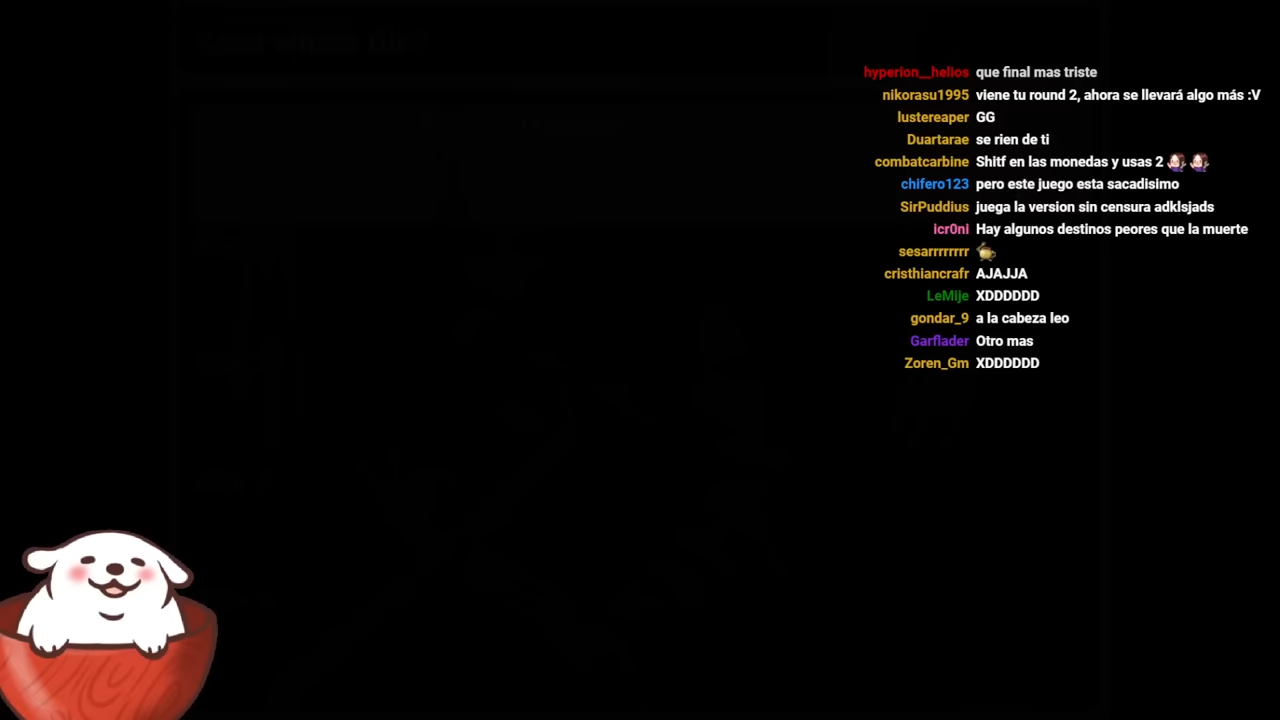 hyperion__helios que final mas triste
nikorasu1995 viene tu round 2, ahora se llevará algo más :V
lustereaper GG
Duartarae se rien de ti
combatcarbine Shitf en las monedas y usas 2
chifero123 pero este juego esta sacadisimo
SirPuddius juega la version sin censura adklsjads
icr0ni Hay algunos destinos peores que la muerte
sesarrrrrrrr
cristhiancrafr AJAJJA
LeMije XDDDDDD
gondar_9 a la cabeza leo
Garflader Otro mas
Zoren_Gm XDDDDDD